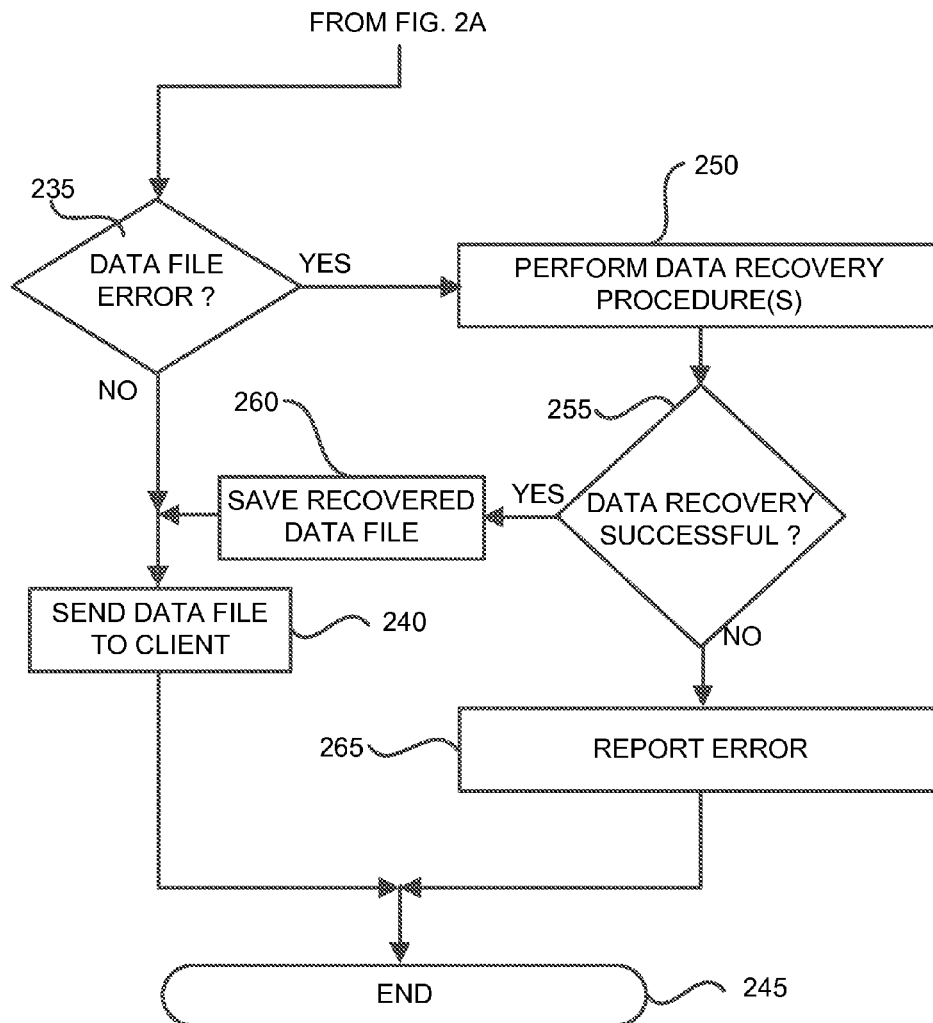 FROM FIG. 2A
235
DATA FILE
ERROR ?
YES
NO
250
PERFORM DATA RECOVERY
PROCEDURE(S)
255
DATA RECOVERY
SUCCESSFUL ?
YES
NO
260
SAVE RECOVERED
DATA FILE
SEND DATA FILE
TO CLIENT
240
265
REPORT ERROR
END
245